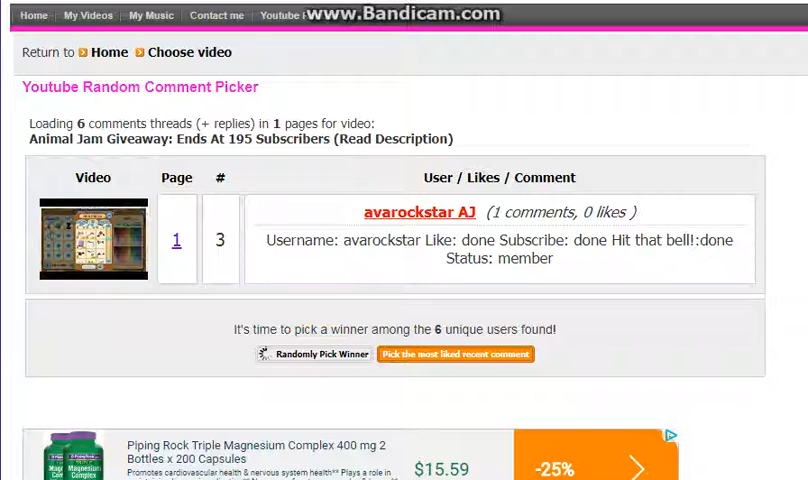 Home My Videos My Music Contact me Youtube
www.Bandicam.com
Return to Home Choose video
Youtube Random Comment Picker
Loading 6 comments threads (+ replies) in 1 pages for video:
Animal Jam Giveaway: Ends At 195 Subscribers (Read Description)
Video Page # User / Likes / Comment
avarockstar AJ (1 comments, 0 likes )
1 3 Username: avarockstar Like: done Subscribe: done Hit that bell!:done
Status: member
It's time to pick a winner among the 6 unique users found!
Randomly Pick Winner Pick the most liked recent comment
Piping Rock Triple Magnesium Complex 400 mg 2
Bottles x 200 Capsules
Promotes cardiovascular health & nervous system health** Plays a role in
$15.59
-25%